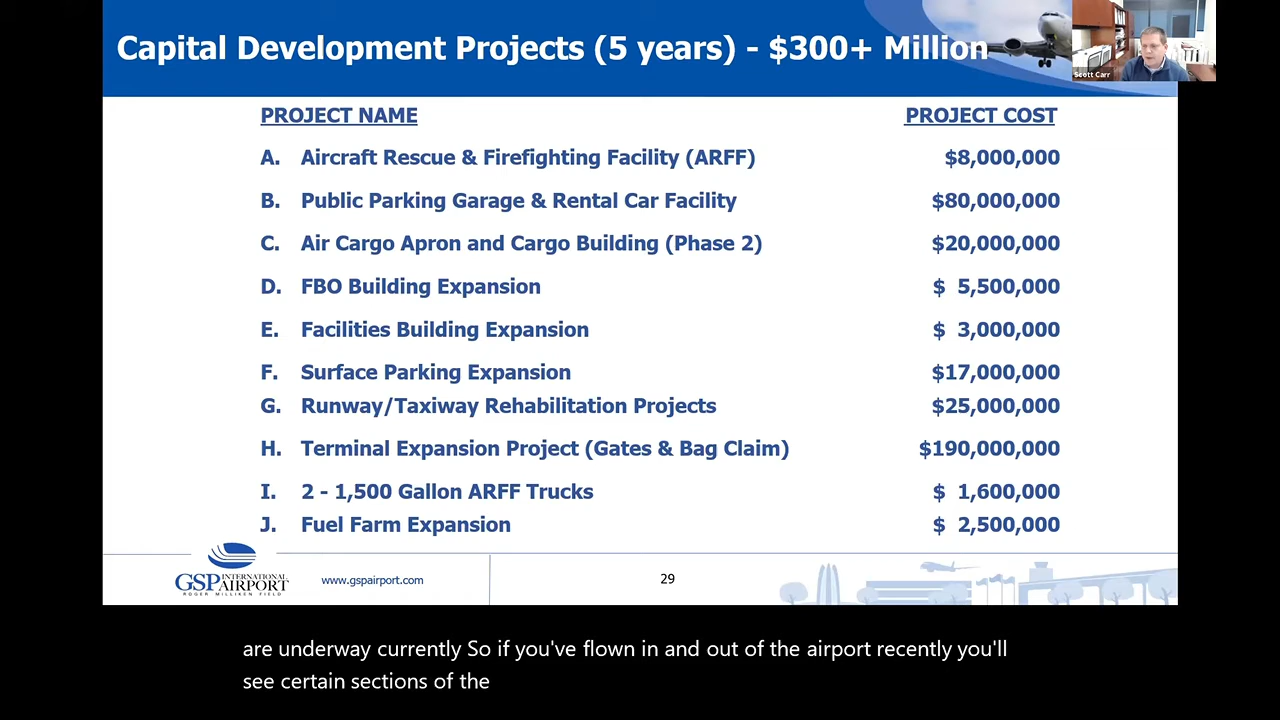 Capital Development Projects (5 years) - $300+ Million
Scott Carr
PROJECT NAME PROJECT COST
A. Aircraft Rescue & Firefighting Facility (ARFF) $8,000,000
B. Public Parking Garage & Rental Car Facility $80,000,000
C. Air Cargo Apron and Cargo Building (Phase 2) $20,000,000
D. FBO Building Expansion $ 5,500,000
E. Facilities Building Expansion $ 3,000,000
F. Surface Parking Expansion $17,000,000
G. Runway/Taxiway Rehabilitation Projects $25,000,000
H. Terminal Expansion Project (Gates & Bag Claim) $190,000,000
I. 2 - 1,500 Gallon ARFF Trucks $ 1,600,000
J. Fuel Farm Expansion $ 2,500,000
GSP INTERNATIONAL AIRPORT
ROGER MILLIKEN FIELD
www.gspairport.com
29
are underway currently So if you've flown in and out of the airport recently you'll
see certain sections of the